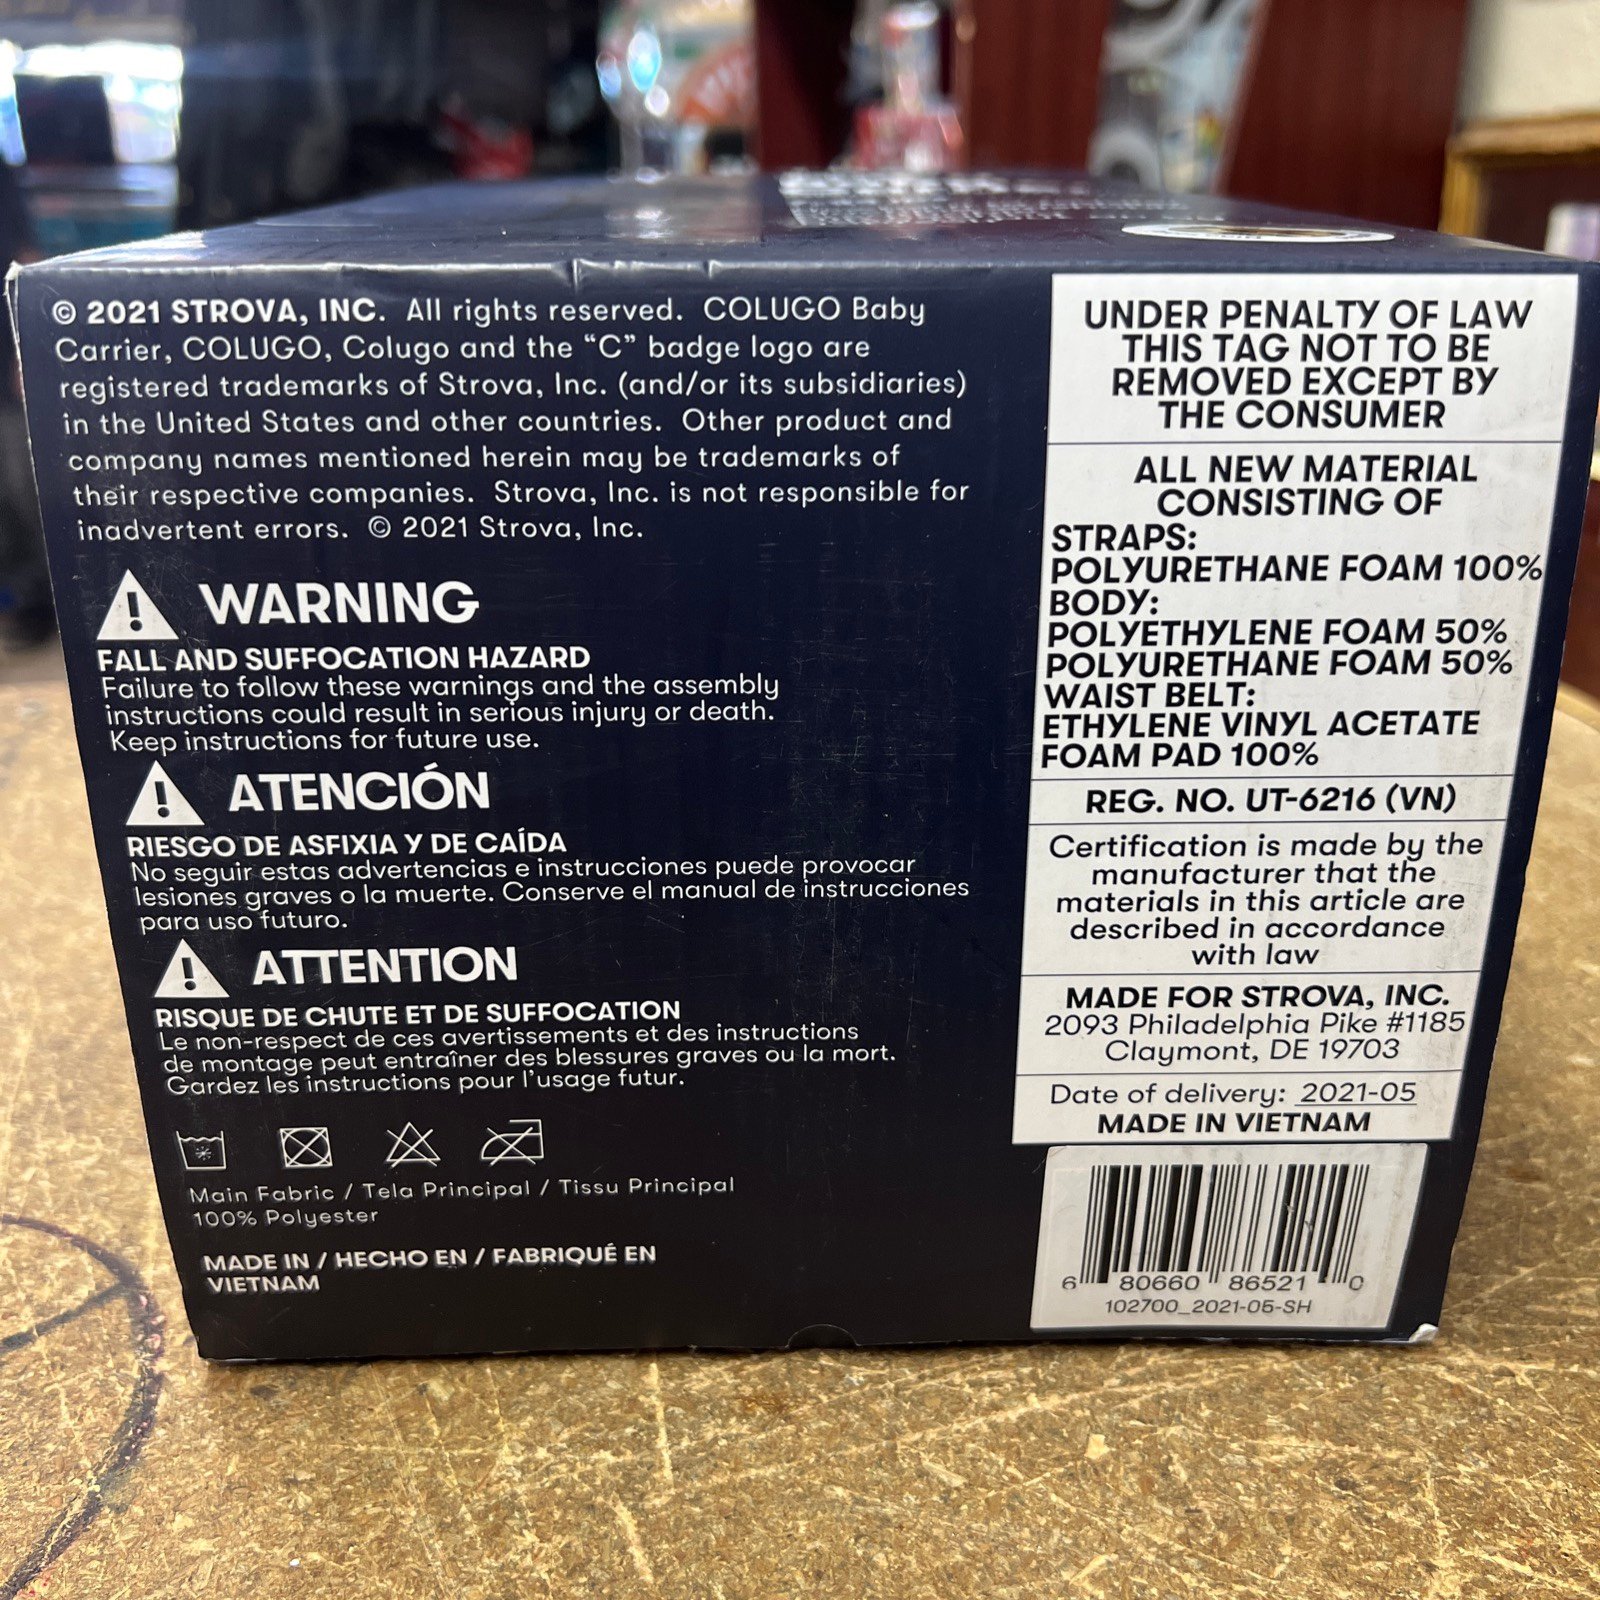 © 2021 STROVA, INC. All rights reserved. COLUGO Baby
Carrier, COLUGO, Colugo and the “C” badge logo are
registered trademarks of Strova, Inc. (and/or its subsidiaries)
in the United States and other countries. Other product and
company names mentioned herein may be trademarks of
their respective companies. Strova, Inc. is not responsible for
inadvertent errors. © 2021 Strova, Inc.
WARNING
FALL AND SUFFOCATION HAZARD
Failure to follow these warnings and the assembly
instructions could result in serious injury or death.
Keep instructions for future use.
ATENCIÓN
RIESGO DE ASFIXIA Y DE CAÍDA
No seguir estas advertencias e instrucciones puede provocar
lesiones graves o la muerte. Conserve el manual de instrucciones
para uso futuro.
ATTENTION
RISQUE DE CHUTE ET DE SUFFOCATION
Le non-respect de ces avertissements et des instructions
de montage peut entraîner des blessures graves ou la mort.
Gardez les instructions pour l’usage futur.
Main Fabric / Tela Principal / Tissu Principal
100% Polyester
MADE IN / HECHO EN / FABRIQUÉ EN
VIETNAM
UNDER PENALTY OF LAW
THIS TAG NOT TO BE
REMOVED EXCEPT BY
THE CONSUMER
ALL NEW MATERIAL
CONSISTING OF
STRAPS:
POLYURETHANE FOAM 100%
BODY:
POLYETHYLENE FOAM 50%
POLYURETHANE FOAM 50%
WAIST BELT:
ETHYLENE VINYL ACETATE
FOAM PAD 100%
REG. NO. UT-6216 (VN)
Certification is made by the
manufacturer that the
materials in this article are
described in accordance
with law
MADE FOR STROVA, INC.
2093 Philadelphia Pike #1185
Claymont, DE 19703
Date of delivery: 2021-05
MADE IN VIETNAM
6 80660 86521 0
102700_2021-05-SH